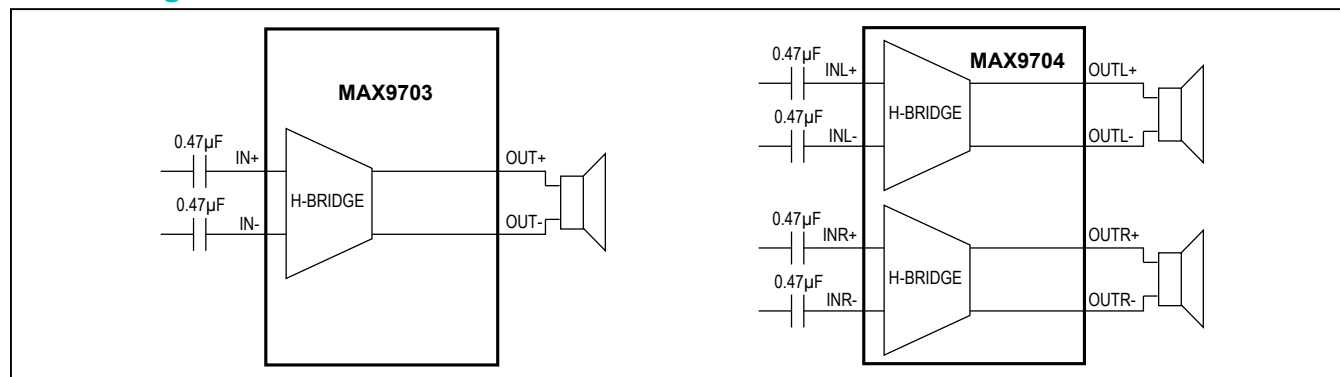 MAX9703
0.47µF
IN+
0.47µF
IN-
H-BRIDGE
OUT+
OUT-
MAX9704
0.47µF
INL+
0.47µF
INL-
H-BRIDGE
OUTL+
OUTL-
0.47µF
INR+
0.47µF
INR-
H-BRIDGE
OUTR+
OUTR-